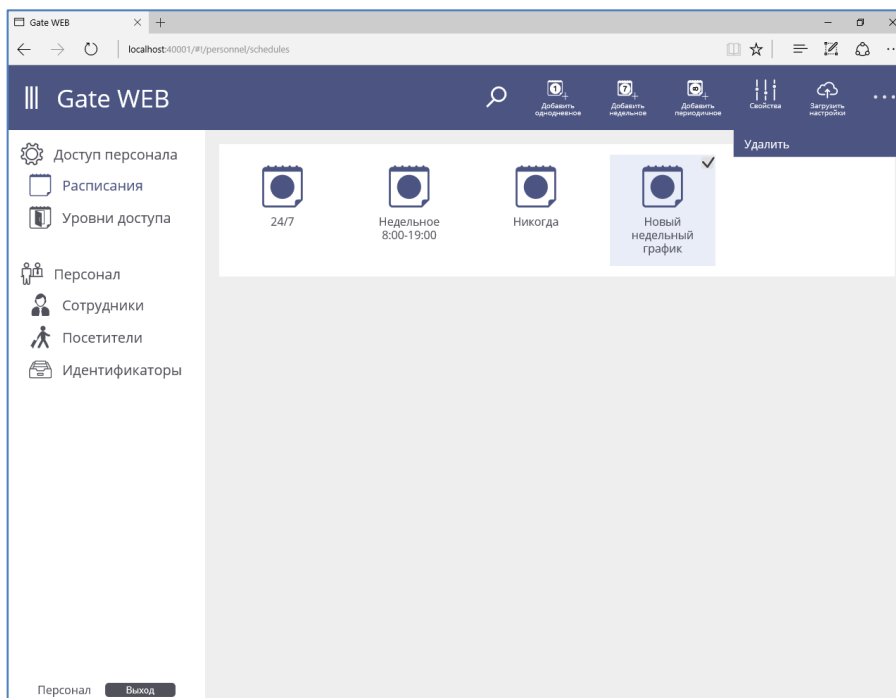 Gate WEB
localhost:40001/#!/personnel/schedules
Gate WEB
Добавить
однодневное
Добавить
недельное
Добавить
периодичное
Свойства
Загрузить
настройки
Удалить
Доступ персонала
Расписания
Уровни доступа
Персонал
Сотрудники
Посетители
Идентификаторы
24/7
Недельное
8:00-19:00
Никогда
Новый
недельный
график
Персонал
Выход